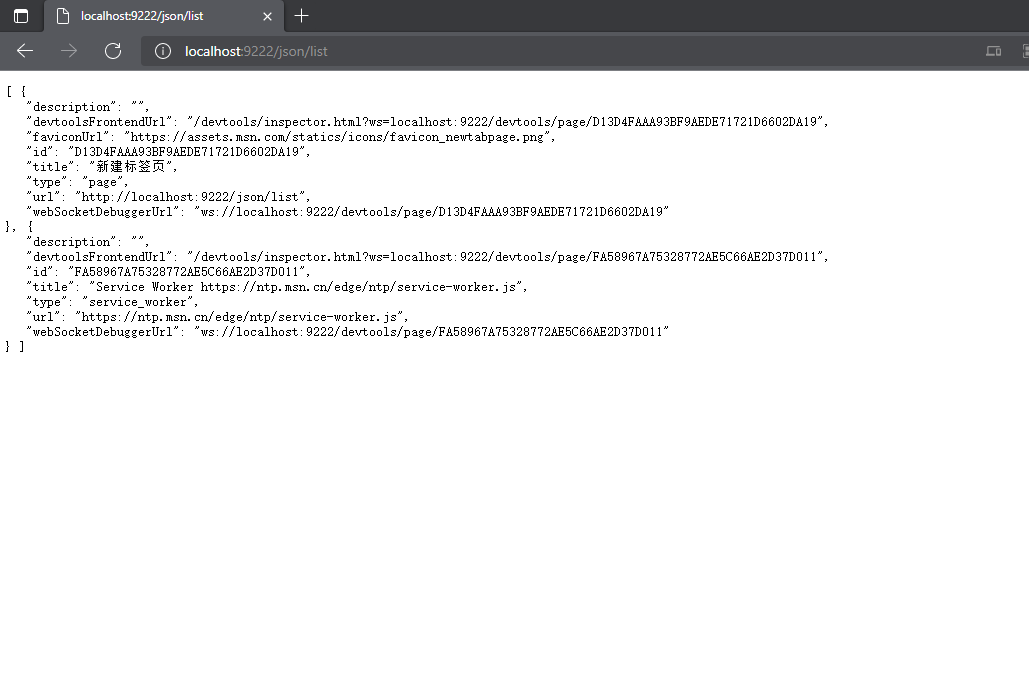 localhost:9222/json/list
localhost:9222/json/list
[ {
"description": "",
"devtoolsFrontendUrl": "/devtools/inspector.html?ws=localhost:9222/devtools/page/D13D4FAAA93BF9AEDE71721D6602DA19",
"faviconUrl": "https://assets.msn.com/statics/icons/favicon_newtabpage.png",
"id": "D13D4FAAA93BF9AEDE71721D6602DA19",
"title": "新建标签页",
"type": "page",
"url": "http://localhost:9222/json/list",
"webSocketDebuggerUrl": "ws://localhost:9222/devtools/page/D13D4FAAA93BF9AEDE71721D6602DA19"
}, {
"description": "",
"devtoolsFrontendUrl": "/devtools/inspector.html?ws=localhost:9222/devtools/page/FA58967A75328772AE5C66AE2D37D011",
"id": "FA58967A75328772AE5C66AE2D37D011",
"title": "Service Worker https://ntp.msn.cn/edge/ntp/service-worker.js",
"type": "service_worker",
"url": "https://ntp.msn.cn/edge/ntp/service-worker.js",
"webSocketDebuggerUrl": "ws://localhost:9222/devtools/page/FA58967A75328772AE5C66AE2D37D011"
} ]